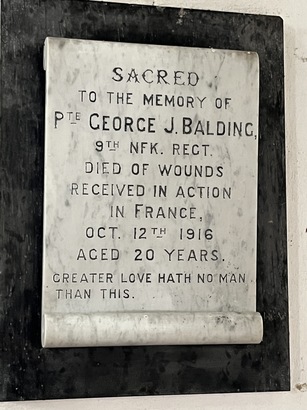 SACRED
TO THE MEMORY OF
PTE GEORGE J. BALDING,
9TH NFK. REGT.
DIED OF WOUNDS
RECEIVED IN ACTION
IN FRANCE,
OCT. 12TH 1916
AGED 20 YEARS.
GREATER LOVE HATH NO MAN
THAN THIS.